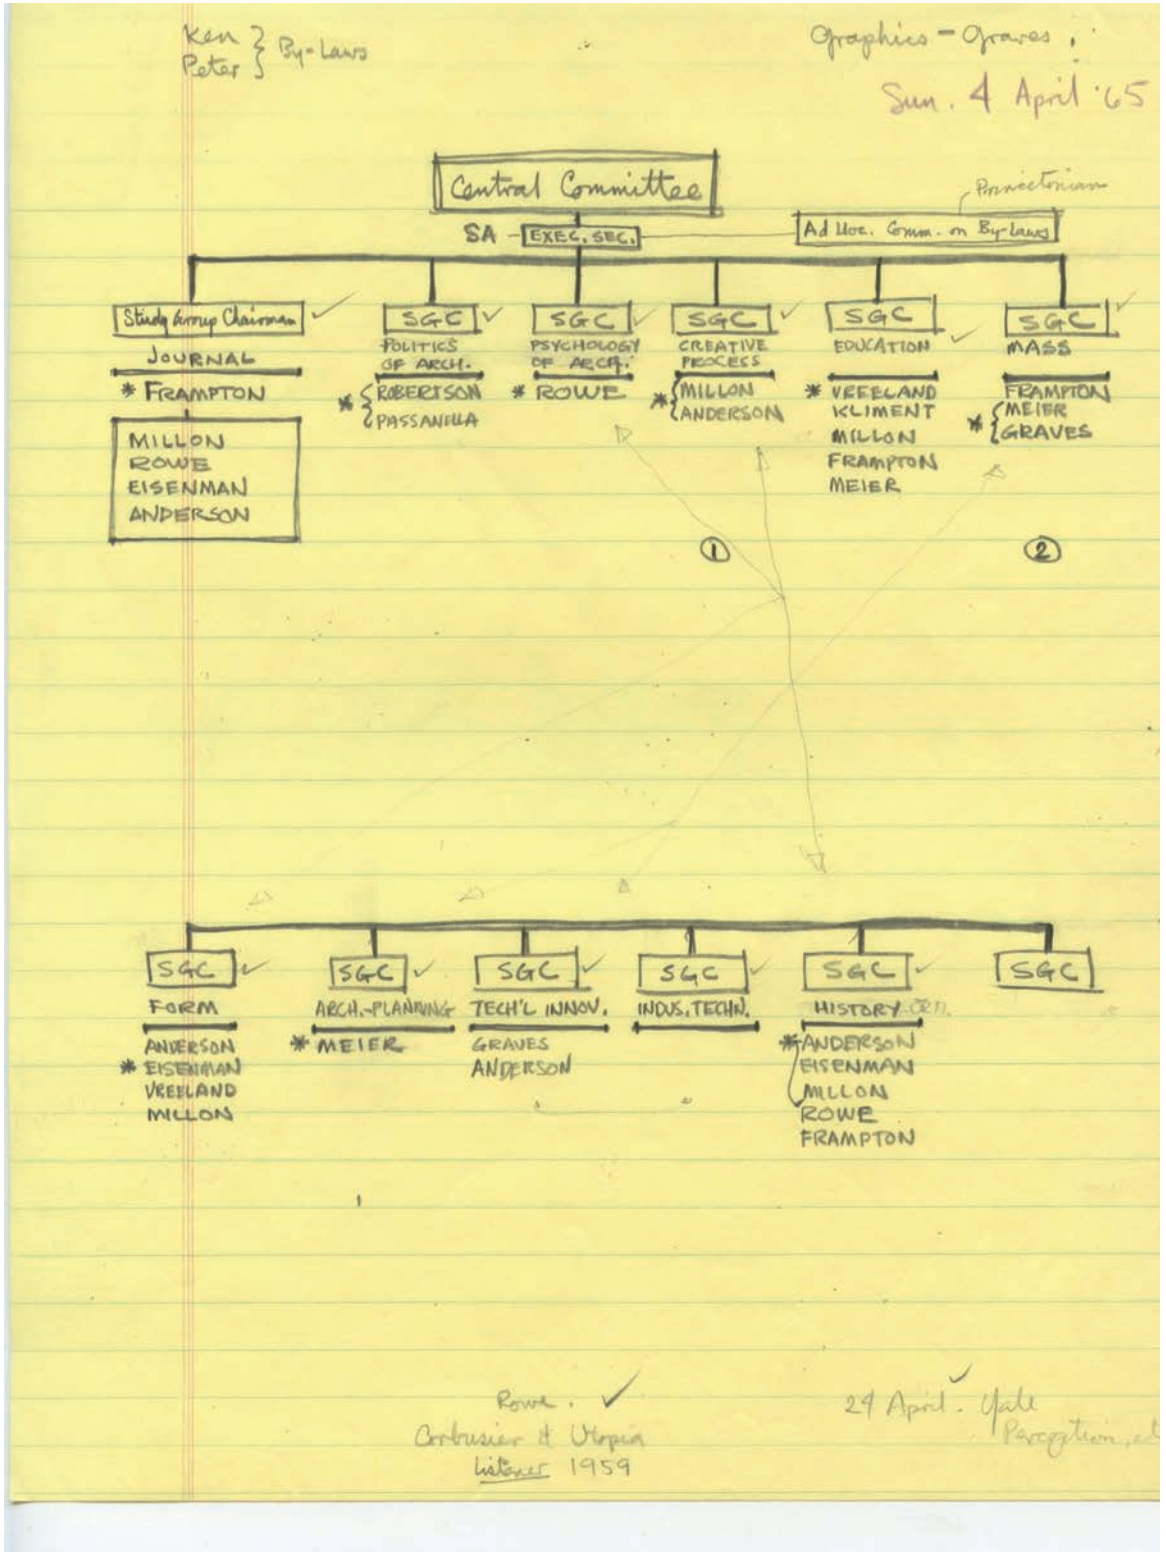 Ken } By-Laws
Peter
Graphics - Graves
Sun. 4 April '65
Central Committee
Princetonian
SA - EXEC. SEC.
Ad Hoc. Comm. on By-Laws
Study Group Chairman
JOURNAL
* FRAMPTON
MILLON
ROWE
EISENMAN
ANDERSON
SGC
POLITICS
OF ARCH.
* { ROBERTSON
PASSANELLA
SGC
PSYCHOLOGY
OF ARCH.
* ROWE
SGC
CREATIVE
PROCESS
* { MILLON
ANDERSON
SGC
EDUCATION
* VREELAND
KLIMENT
MILLON
FRAMPTON
MEIER
SGC
MASS
FRAMPTON
* { MEIER
GRAVES
①
②
SGC
FORM
ANDERSON
* EISENMAN
VREELAND
MILLON
SGC
ARCH.-PLANNING
* MEIER
SGC
TECH'L INNOV.
GRAVES
ANDERSON
SGC
INDUS. TECHN.
SGC
HISTORY
* ANDERSON
EISENMAN
MILLON
ROWE
FRAMPTON
SGC
Rowe. ✓
Corbusier & Utopia
Listener 1959
24 April. Yale
Perception,